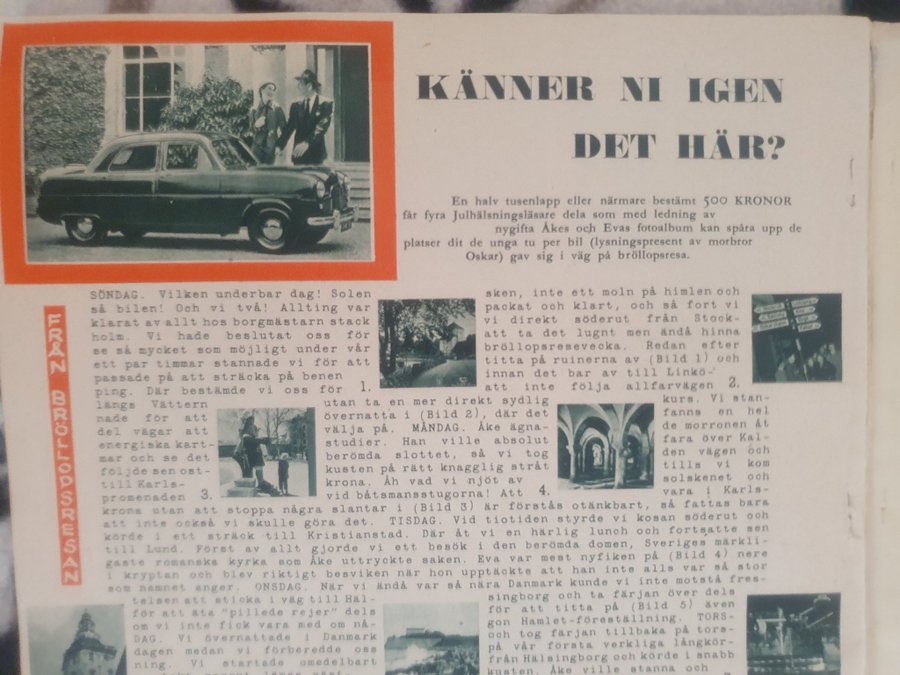 KÄNNER NI IGEN
DET HÄR?
En halv tusenlapp eller närmare bestämt 500 KRONOR
får fyra Julhälsningsläsare dela som med ledning av
nygifta Åkes och Evas fotoalbum kan spåra upp de
platser dit de unga tu per bil (lysningspresent av morbror
Oskar) gav sig i väg på bröllopsresa.
FRÅN BRÖLLOPSRESAN
SÖNDAG. Vilken underbar dag! Solen sken, inte ett moln på himlen och
så bilen! Och vi två! Allting var packat och klart, och så fort vi
klarat av allt hos borgmästarn stack vi direkt söderut från Stock-
holm. Vi hade beslutat oss för att ta det lugnt men ändå hinna
se så mycket som möjligt under vår bröllopsresevecka. Redan efter
ett par timmar stannade vi för att titta på ruinerna av (Bild 1) och
passade på att sträcka på benen innan det bar av till Linkö-
ping. Där bestämde vi oss för 1. att inte följa allfarvägen 2.
längs Vättern utan ta en mer direkt sydlig kurs. Vi stan-
nade för att övernatta i (Bild 2), där det fanns en hel
del vägar att välja på. MÅNDAG. Åke ägna- de morronen åt
energiska kart- studier. Han ville absolut fara över Kal-
mar och se det berömda slottet, så vi tog den vägen och
följde sen ost- kusten på rätt knagglig stråt tills vi kom
till Karls- krona. Åh vad vi njöt av solskenet och
promenaden 3. vid båtsmansstugorna! Att 4. vara i Karls-
krona utan att stoppa några slantar i (Bild 3) är förstås otänkbart, så fattas bara
att inte också vi skulle göra det. TISDAG. Vid tiotiden styrde vi kosan söderut och
körde i ett sträck till Kristianstad. Där åt vi en härlig lunch och fortsatte sen
till Lund. Först av allt gjorde vi ett besök i den berömda domen, Sveriges märkli-
gaste romanska kyrka som Åke uttryckte saken. Eva var mest nyfiken på (Bild 4) nere
i kryptan och blev riktigt besviken när hon upptäckte att han inte alls var så stor
som namnet anger. ONSDAG. När vi ändå var så nära Danmark kunde vi inte motstå fres-
telsen att sticka i väg till Häl- singborg och ta färjan över dels
för att äta "pillede rejer" dels för att titta på (Bild 5) även
om vi inte fick vara med om nå- gon Hamlet-föreställning. TORS-
DAG. Vi övernattade i Danmark och tog färjan tillbaka på tors-
dagen medan vi förberedde oss på vår första verkliga långkör-
ning. Vi startade omedelbart från Hälsingborg och körde i snabb
kusten. Åke ville stanna och